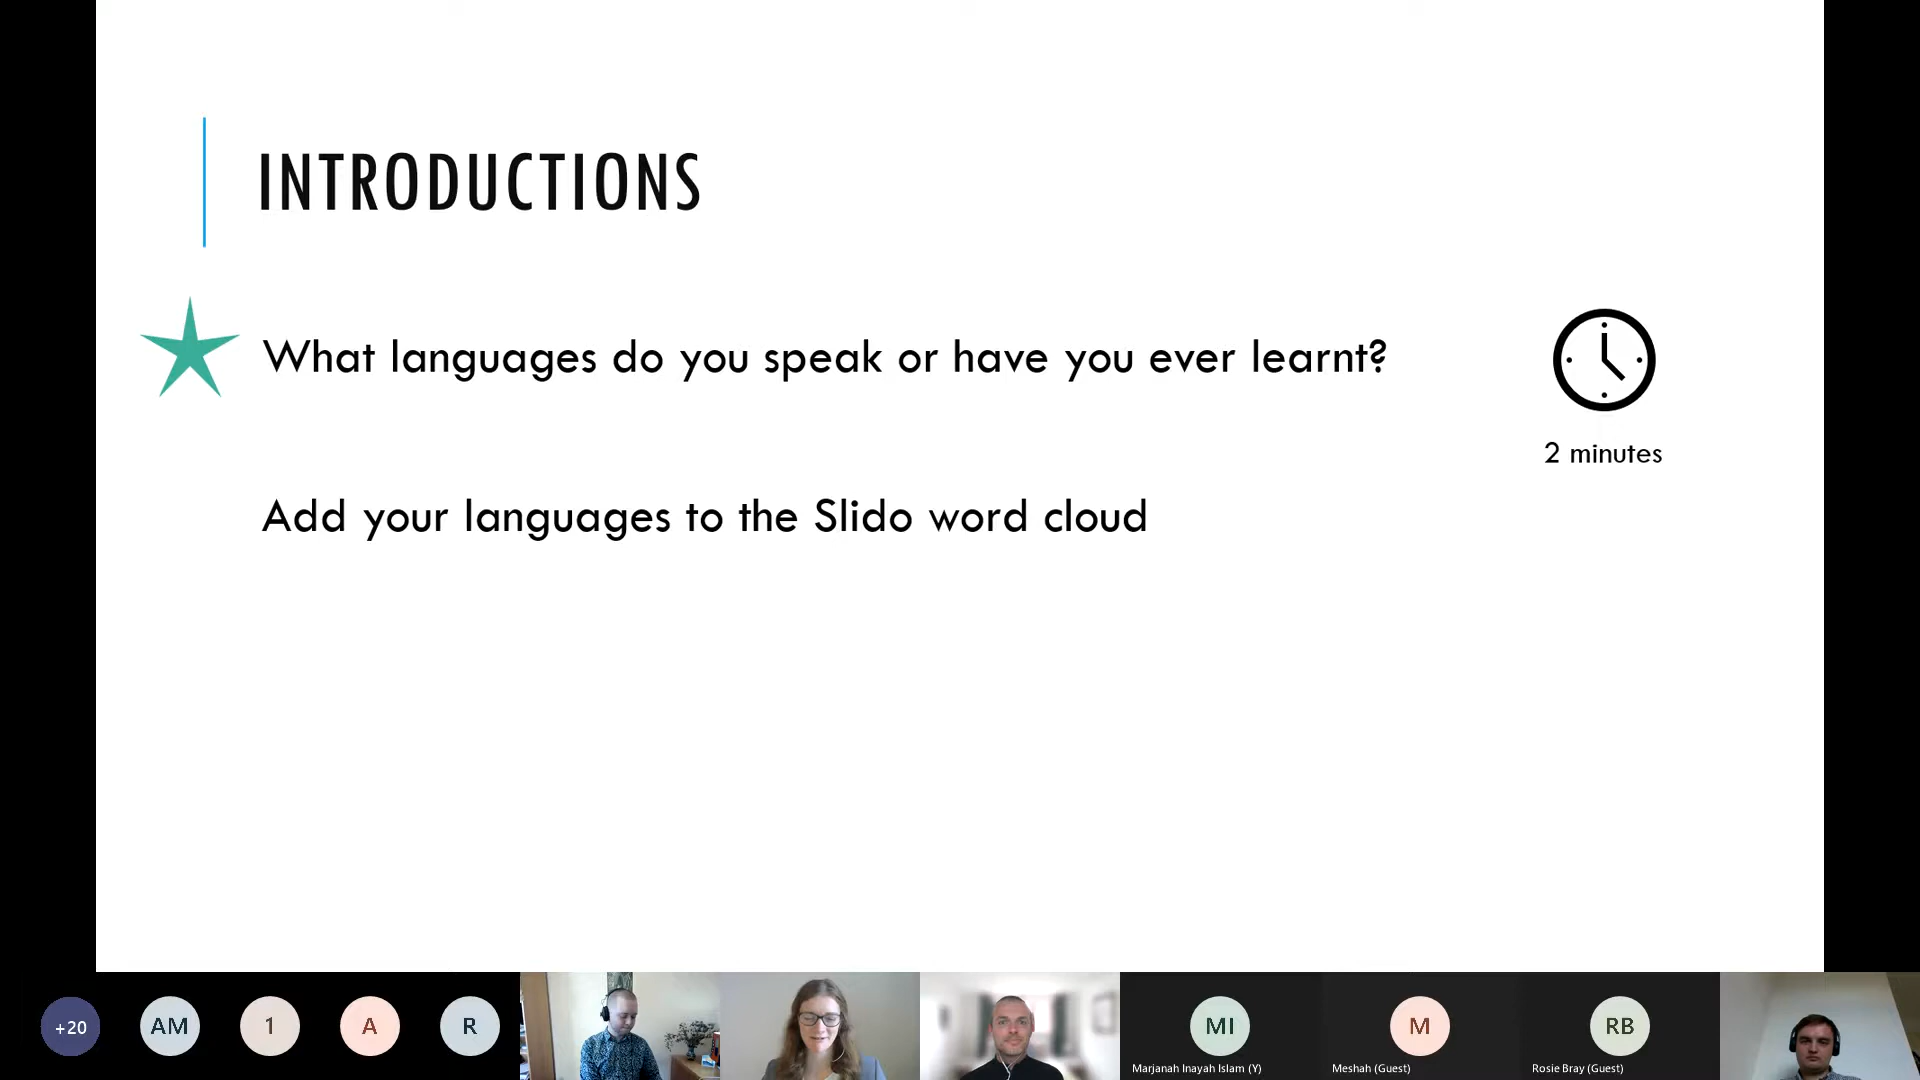 INTRODUCTIONS
What languages do you speak or have you ever learnt?
2 minutes
Add your languages to the Slido word cloud
+20
AM
1
A
R
MI
M
RB
Marjanah Inayah Islam (Y)
Meshah (Guest)
Rosie Bray (Guest)